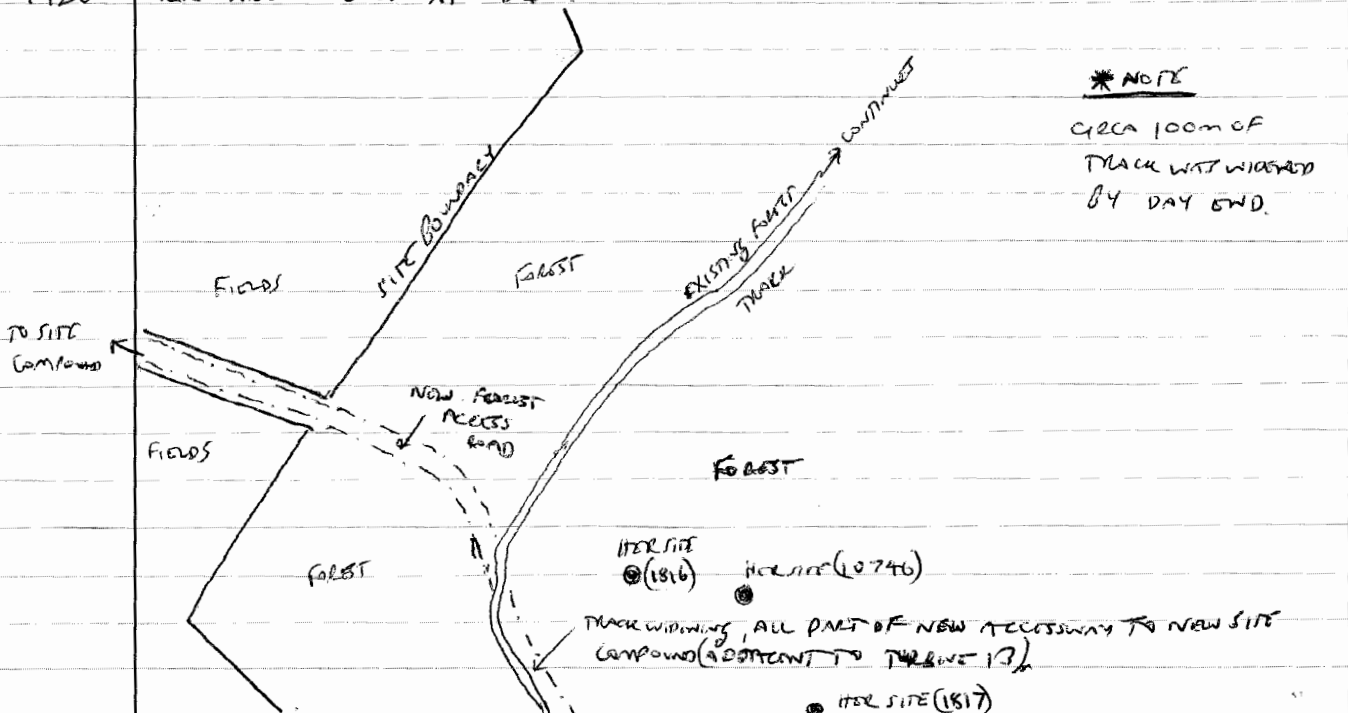 * NOTE
CIRCA 100m OF
TRACK WAS WIDENED
BY DAY END.
CONTINUES
SITE BOUNDARY
EXISTING FOREST
TRACK
FIELDS
FOREST
TO SITE
COMPOUND
NEW FOREST
ACCESS
ROAD
FIELDS
FOREST
FOREST
HER SITE
(1816)
HER SITE (10746)
TRACK WIDENING, ALL PART OF NEW ACCESSWAY TO NEW SITE
COMPOUND (ADJACENT TO TURBINE 13)
HER SITE (1817)